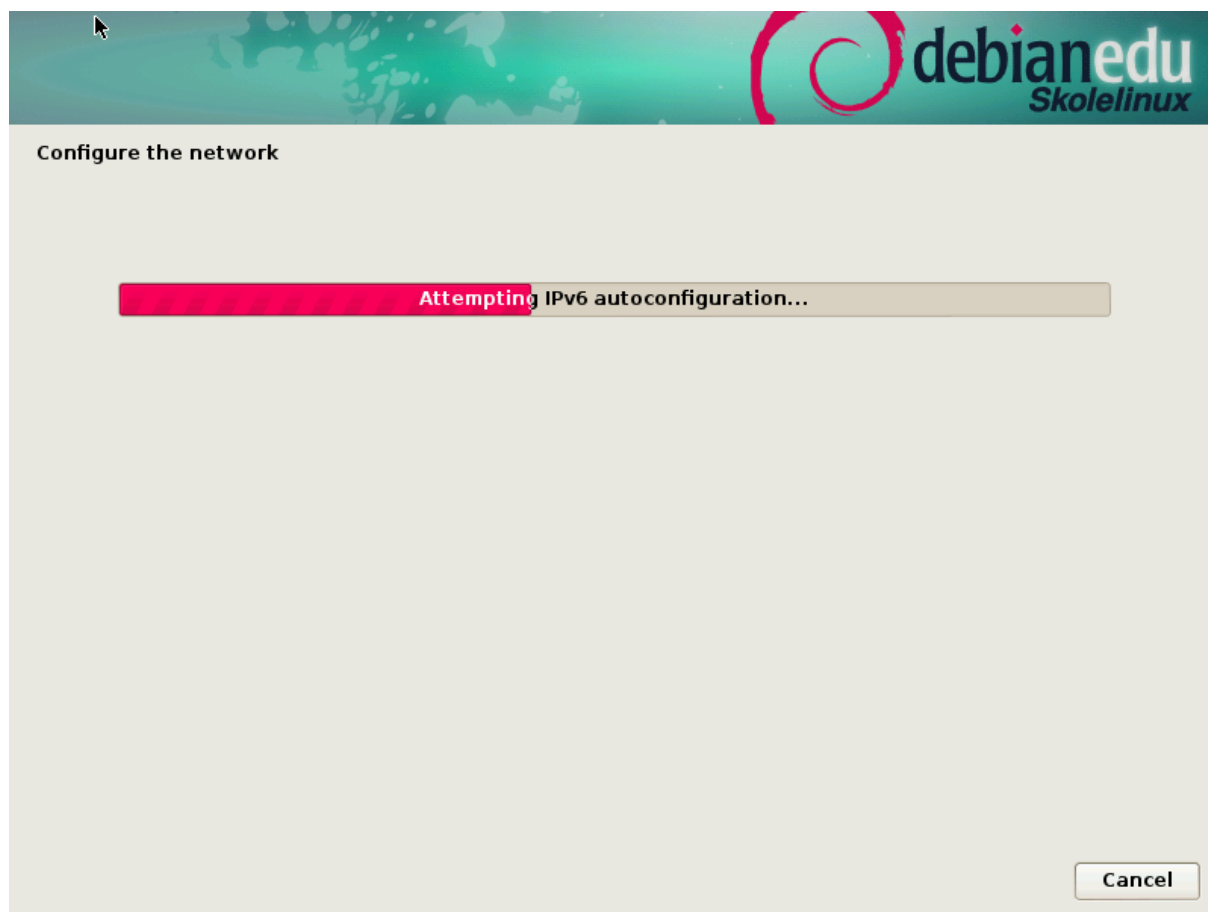 debianedu
Skolelinux
Configure the network
Attempting IPv6 autoconfiguration...
Cancel